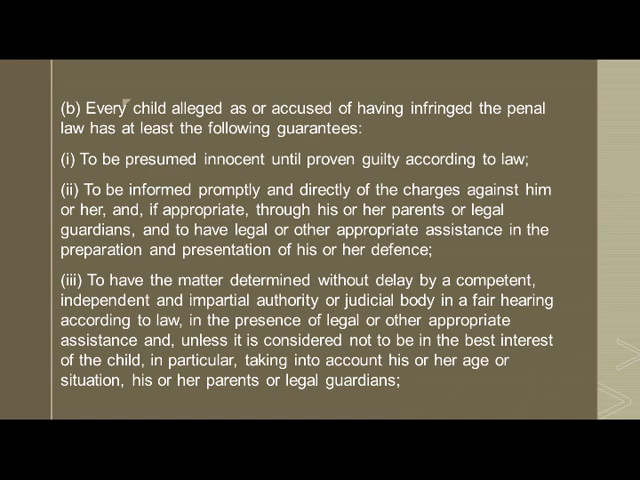 (b) Every child alleged as or accused of having infringed the penal
law has at least the following guarantees:
(i) To be presumed innocent until proven guilty according to law;
(ii) To be informed promptly and directly of the charges against him
or her, and, if appropriate, through his or her parents or legal
guardians, and to have legal or other appropriate assistance in the
preparation and presentation of his or her defence;
(iii) To have the matter determined without delay by a competent,
independent and impartial authority or judicial body in a fair hearing
according to law, in the presence of legal or other appropriate
assistance and, unless it is considered not to be in the best interest
of the child, in particular, taking into account his or her age or
situation, his or her parents or legal guardians;